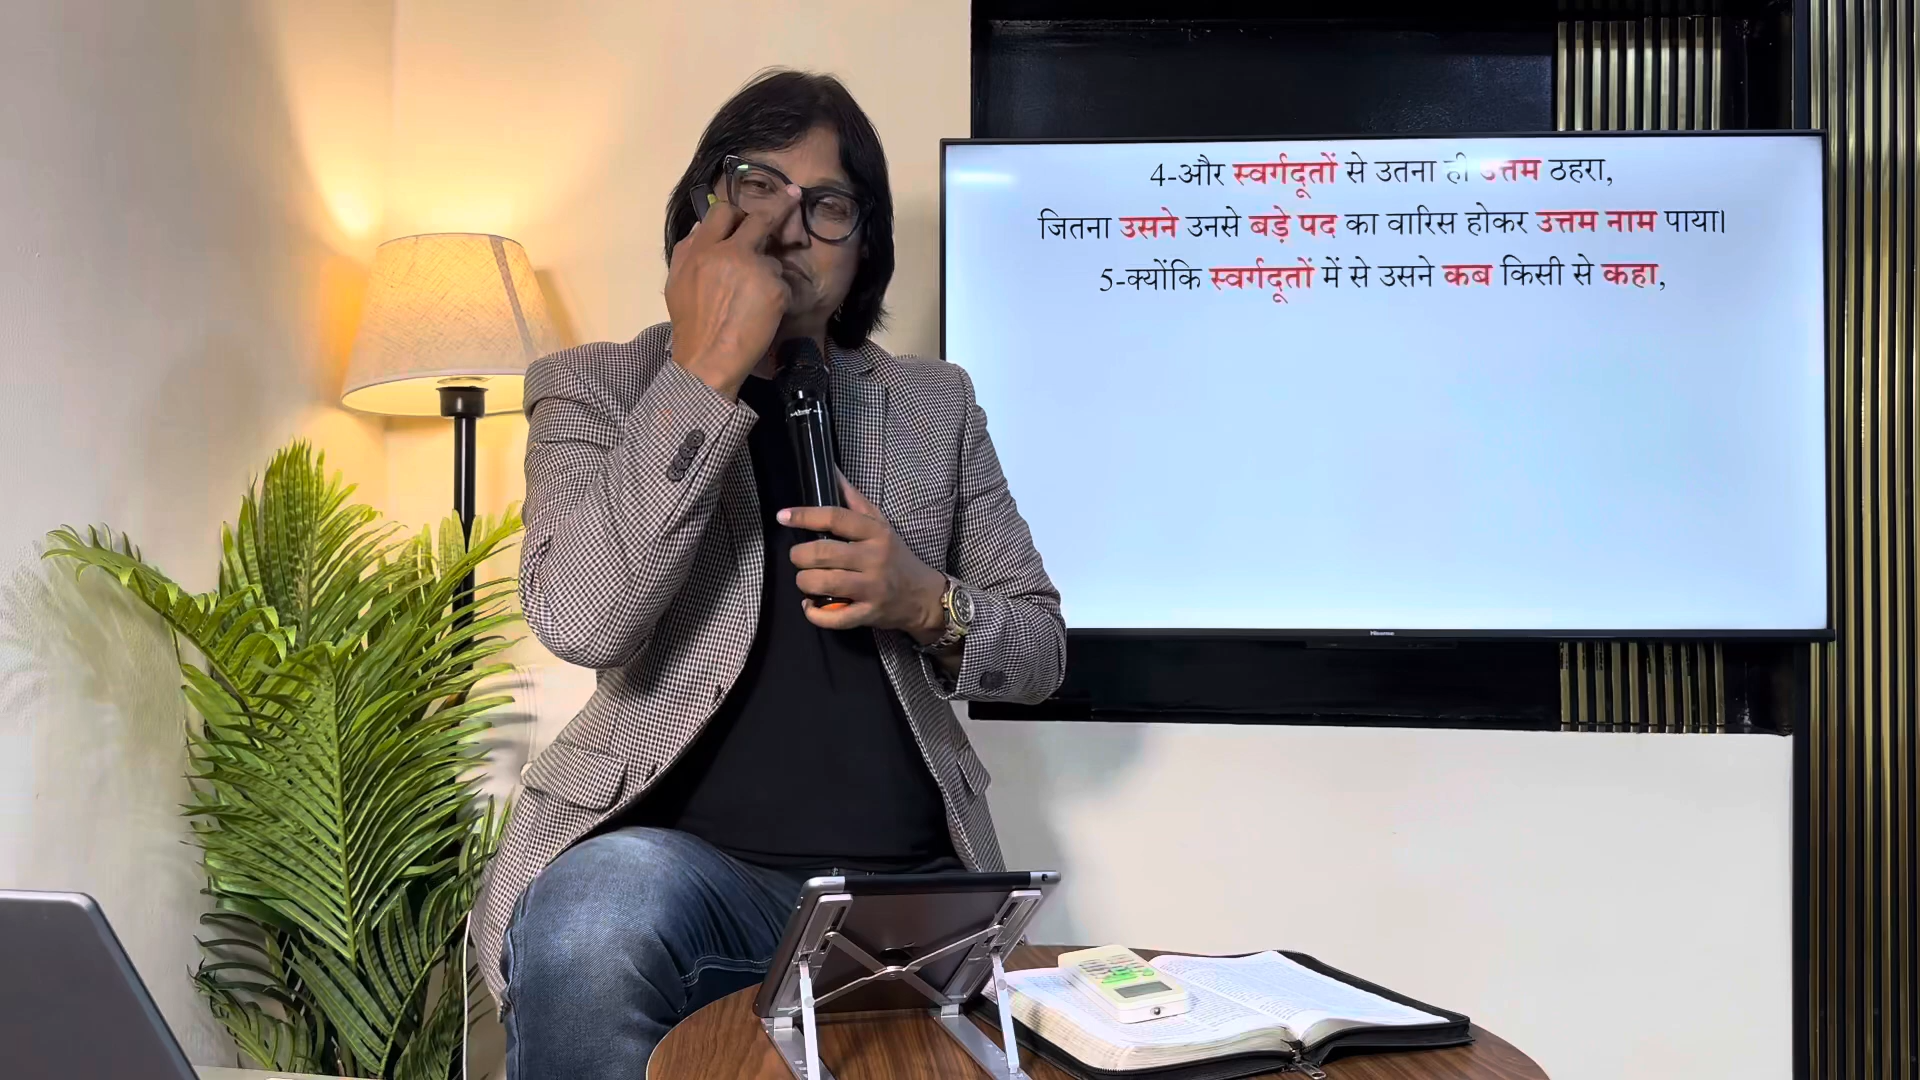 4-और स्वर्गदूतों से उतना ही उत्तम ठहरा,
जितना उसने उनसे बड़े पद का वारिस होकर उत्तम नाम पाया।
5-क्योंकि स्वर्गदूतों में से उसने कब किसी से कहा,
Hisense